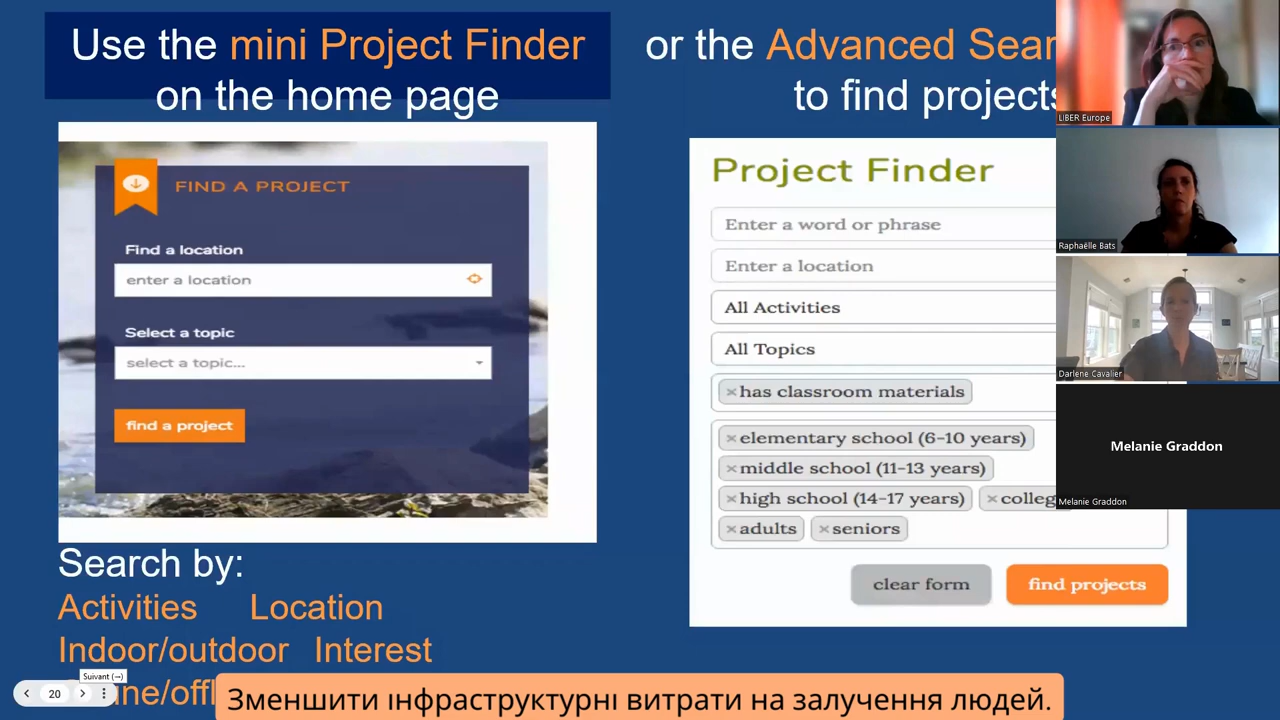 Use the mini Project Finder
on the home page
FIND A PROJECT
Find a location
enter a location
Select a topic
select a topic...
find a project
Search by:
Activities Location
Indoor/outdoor Interest
or the Advanced
to find projects
Project Finder
Enter a word or phrase
Enter a location
All Activities
All Topics
×has classroom materials
×elementary school (6-10 years)
×middle school (11-13 years)
×high school (14-17 years)
×adults ×seniors
clear form find projects
LIBER Europe
Raphaëlle Bats
Darlene Cavalier
Melanie Graddon
Melanie Graddon
Suivant (→)
20
Зменшити інфраструктурні витрати на залучення людей.